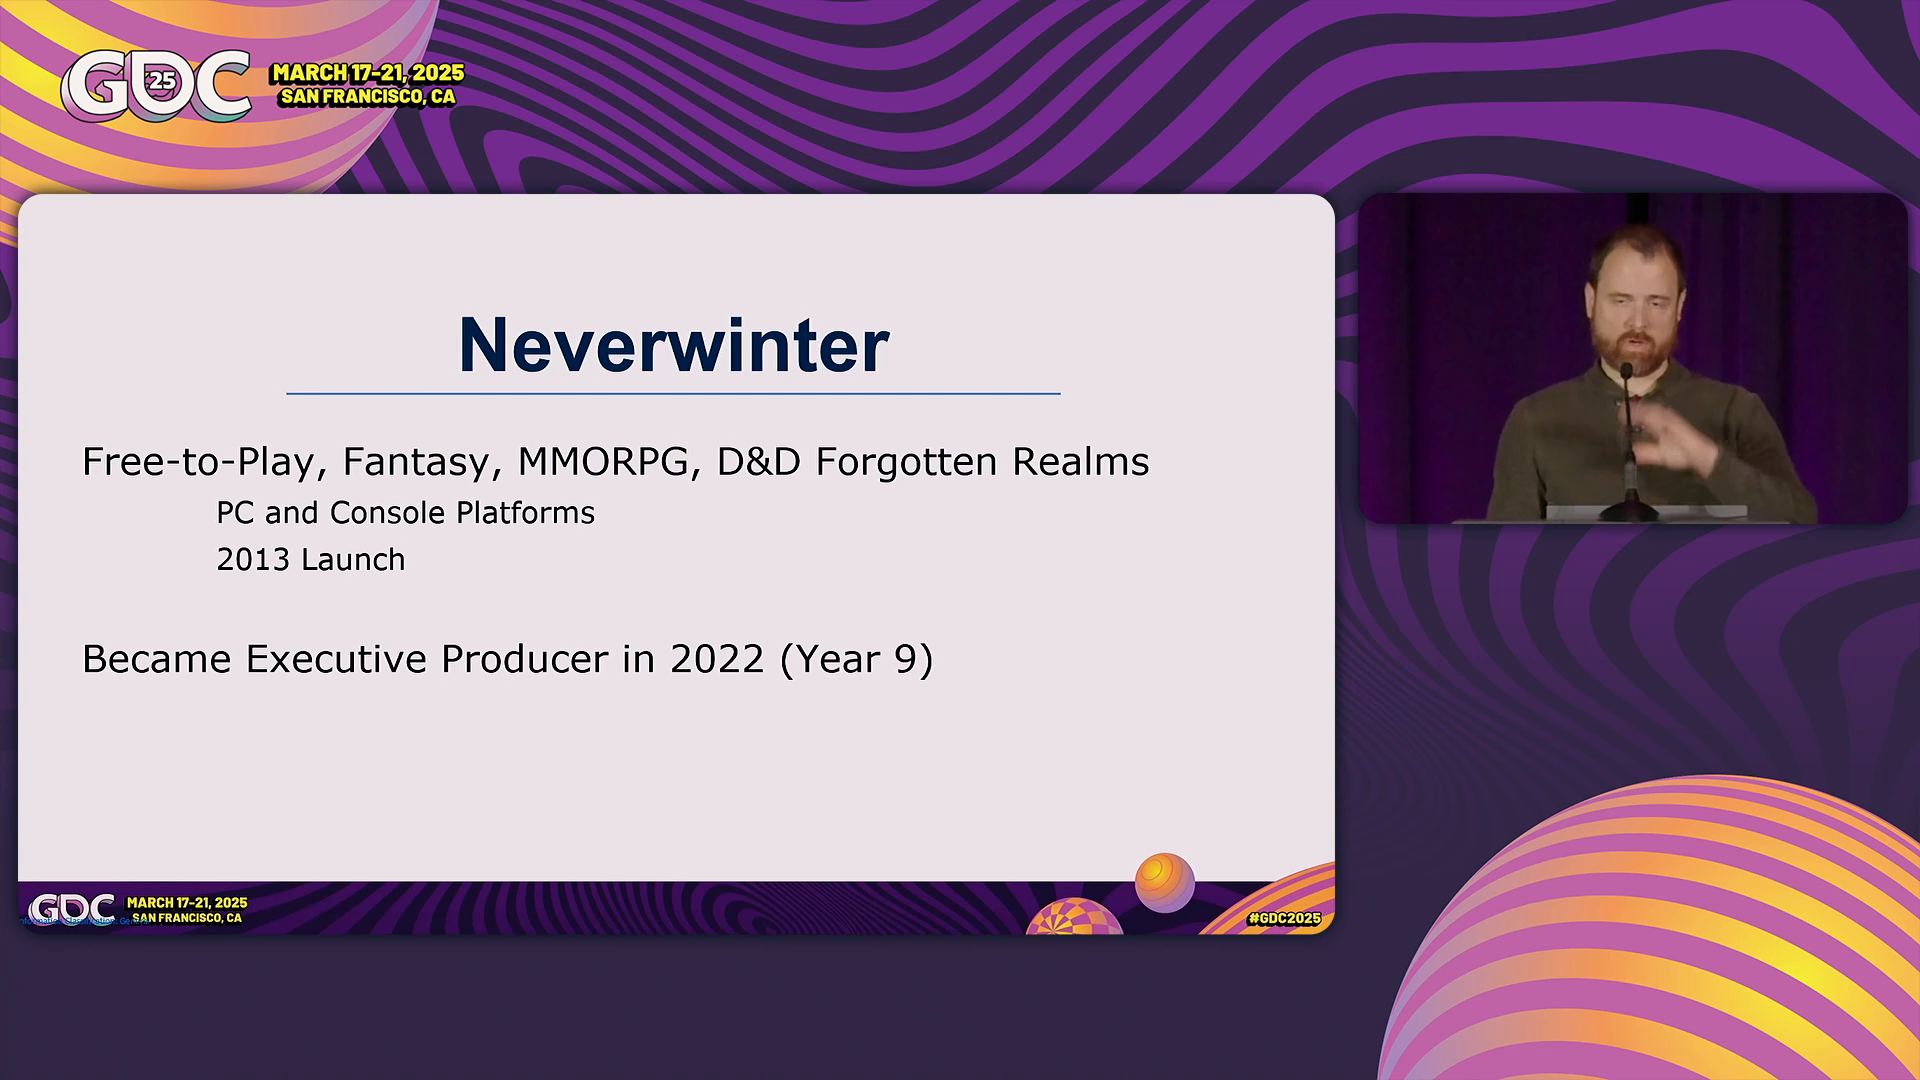 GDC
25
MARCH 17-21, 2025
SAN FRANCISCO, CA
Neverwinter
Free-to-Play, Fantasy, MMORPG, D&D Forgotten Realms
PC and Console Platforms
2013 Launch
Became Executive Producer in 2022 (Year 9)
GDC
MARCH 17-21, 2025
SAN FRANCISCO, CA
#GDC2025